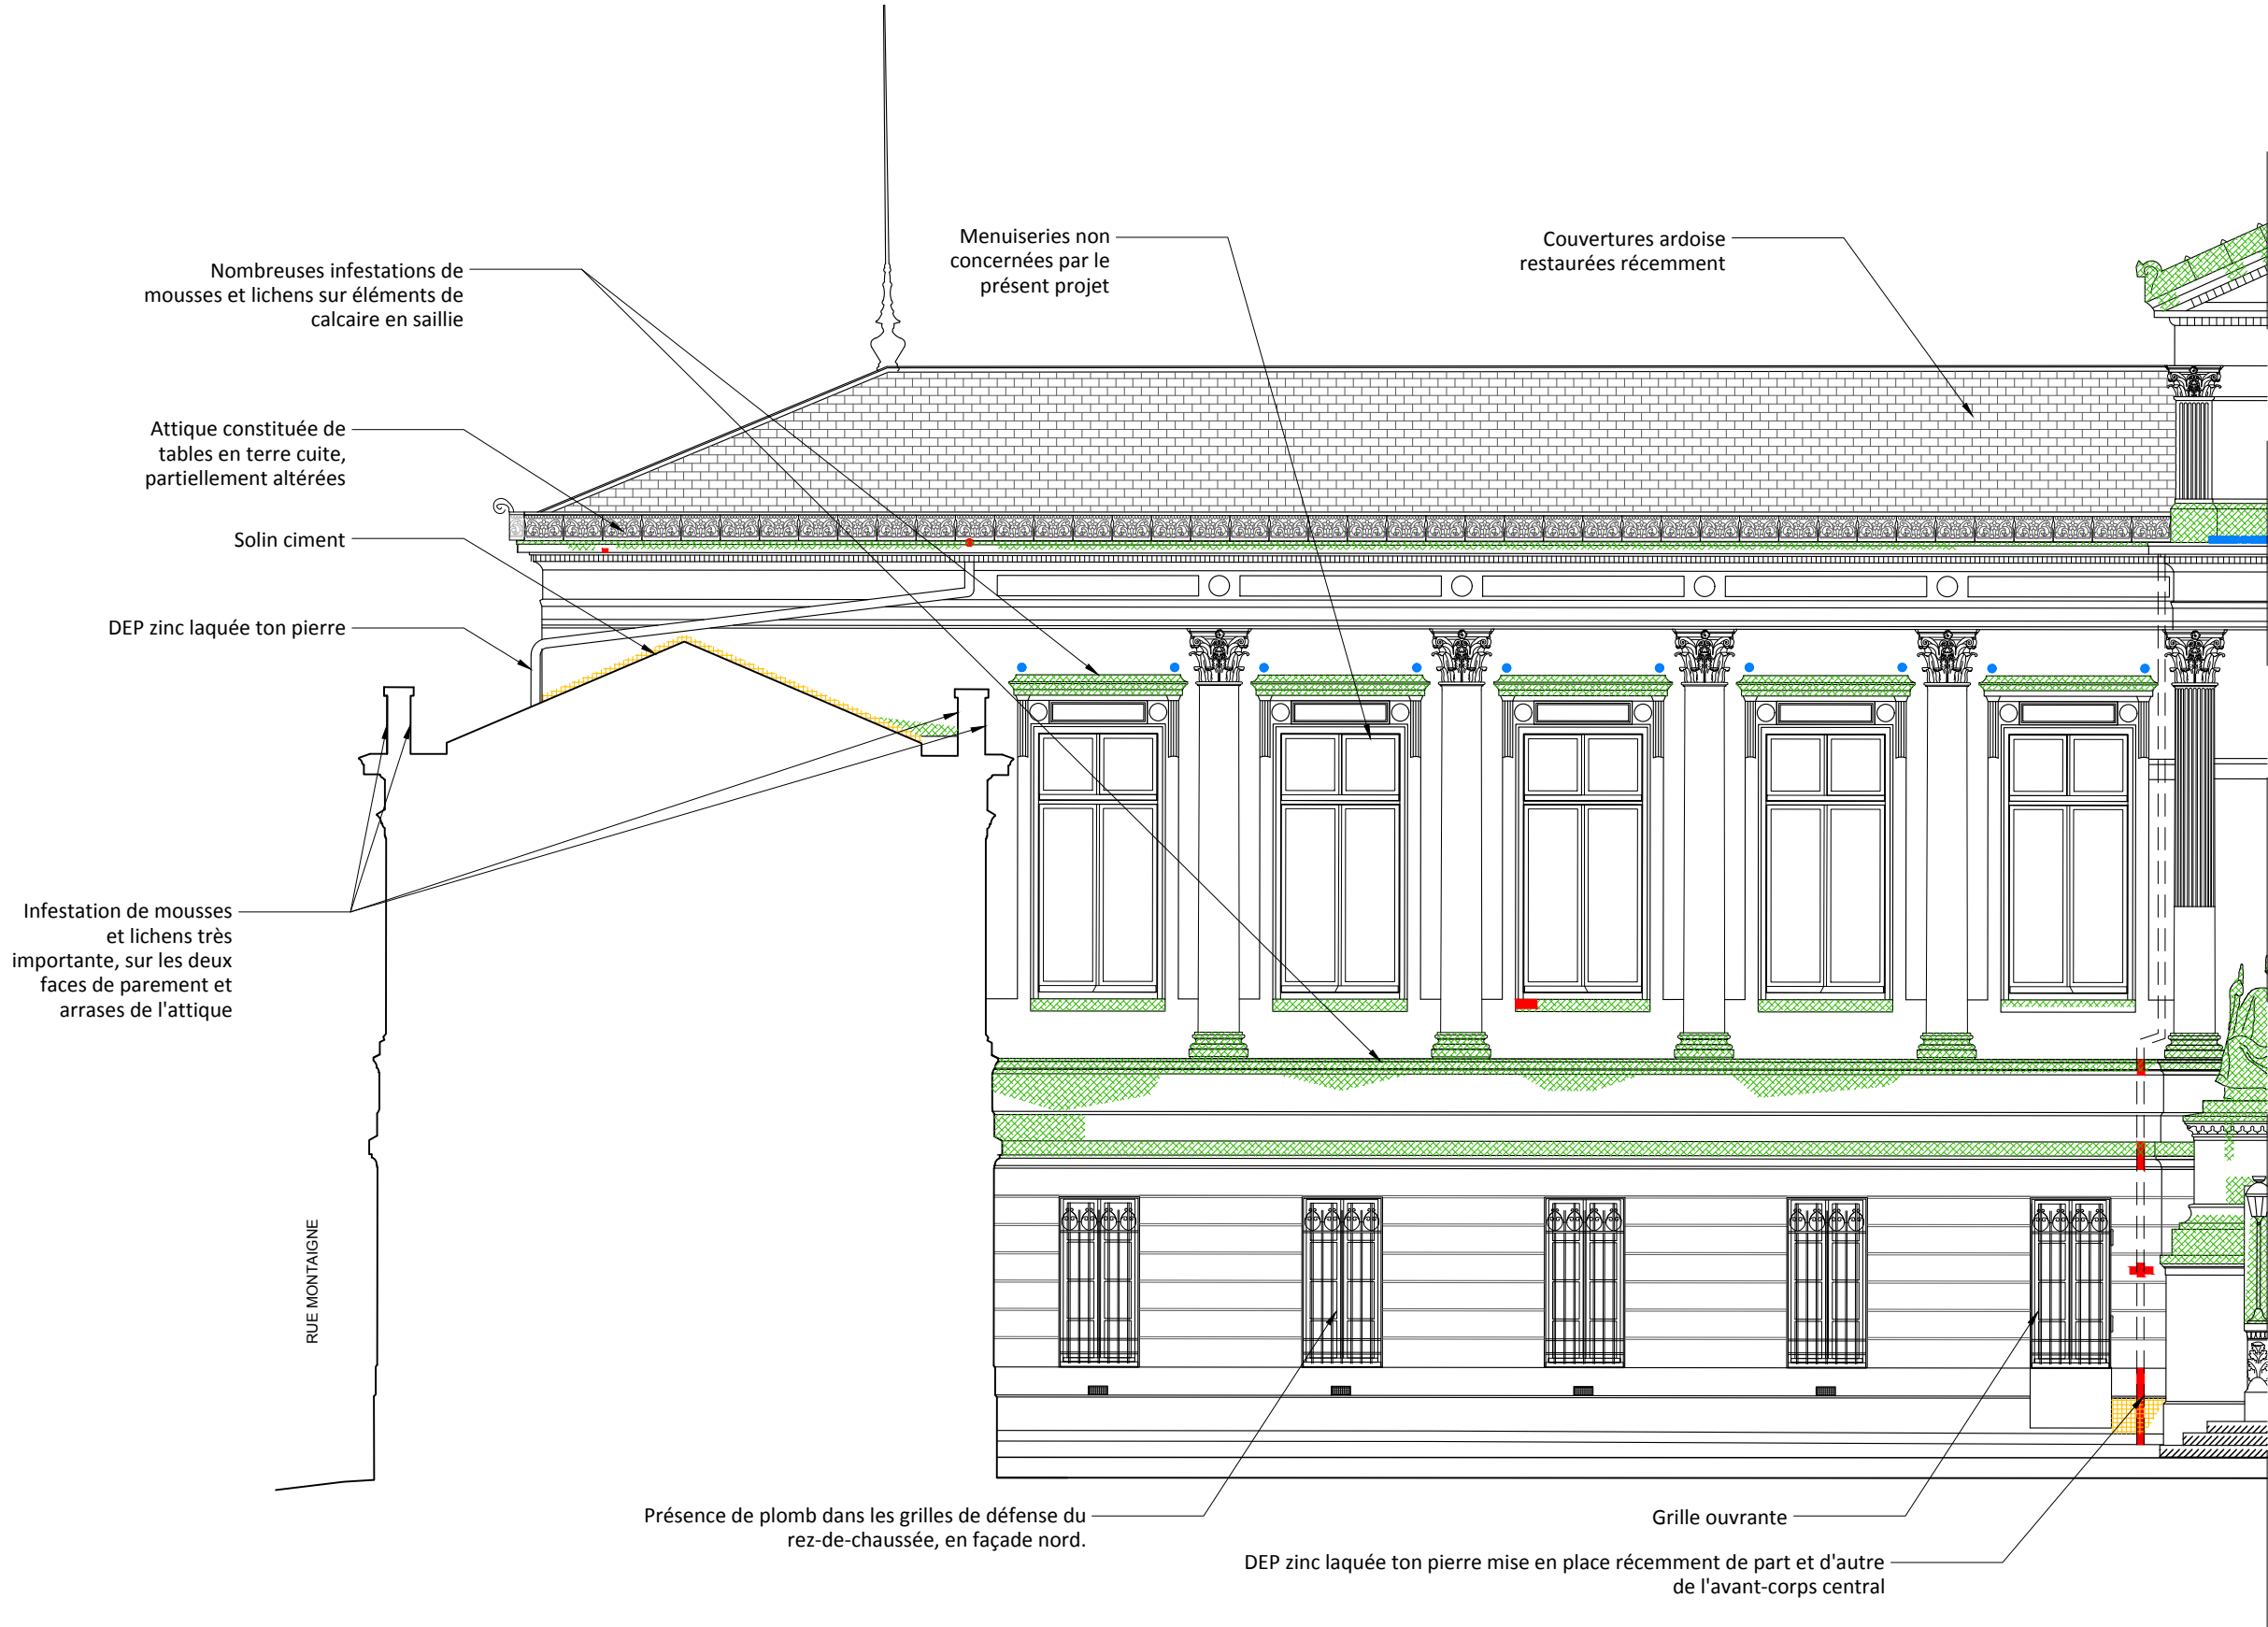 Menuiseries non
concernées par le
présent projet
Couvertures ardoise
restaurées récemment
Nombreuses infestations de
mousses et lichens sur éléments de
calcaire en saillie
Attique constituée de
tables en terre cuite,
partiellement altérées
Solin ciment
DEP zinc laquée ton pierre
Infestation de mousses
et lichens très
importante, sur les deux
faces de parement et
arrases de l'attique
RUE MONTAIGNE
Présence de plomb dans les grilles de défense du
rez-de-chaussée, en façade nord.
Grille ouvrante
DEP zinc laquée ton pierre mise en place récemment de part et d'autre
de l'avant-corps central